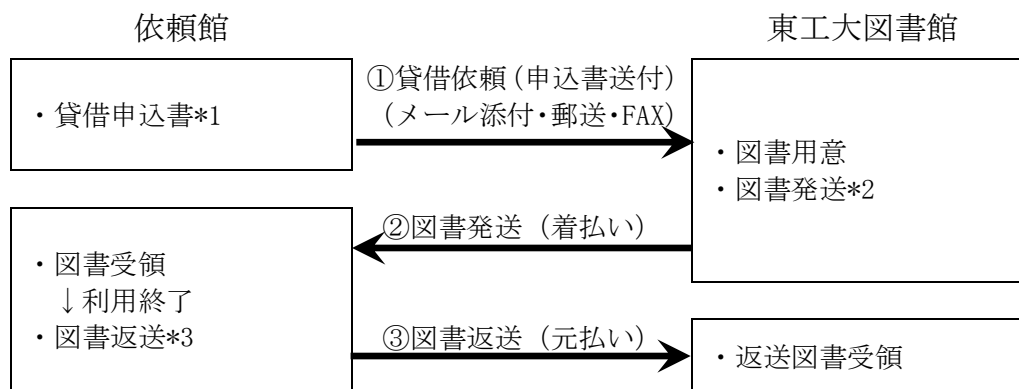 依頼館
東工大図書館
・貸借申込書*1
①貸借依頼(申込書送付)
(メール添付・郵送・FAX)
・図書用意
・図書発送*2
②図書発送(着払い)
・図書受領
↓利用終了
・図書返送*3
③図書返送(元払い)
・返送図書受領